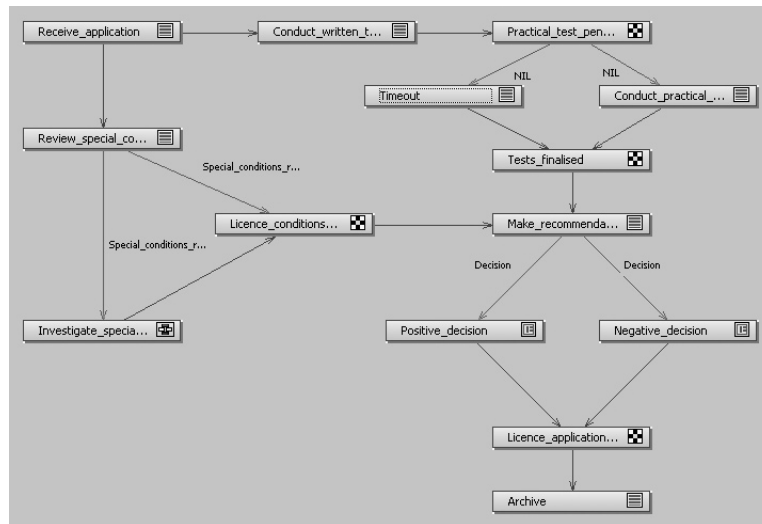 Receive_application
Conduct_written_t...
Practical_test_pen...
NIL
NIL
Timeout
Conduct_practical_...
Review_special_co...
Tests_finalised
Special_conditions_r...
Licence_conditions...
Make_recommenda...
Special_conditions_r...
Decision
Decision
Investigate_specia...
Positive_decision
Negative_decision
Licence_application...
Archive